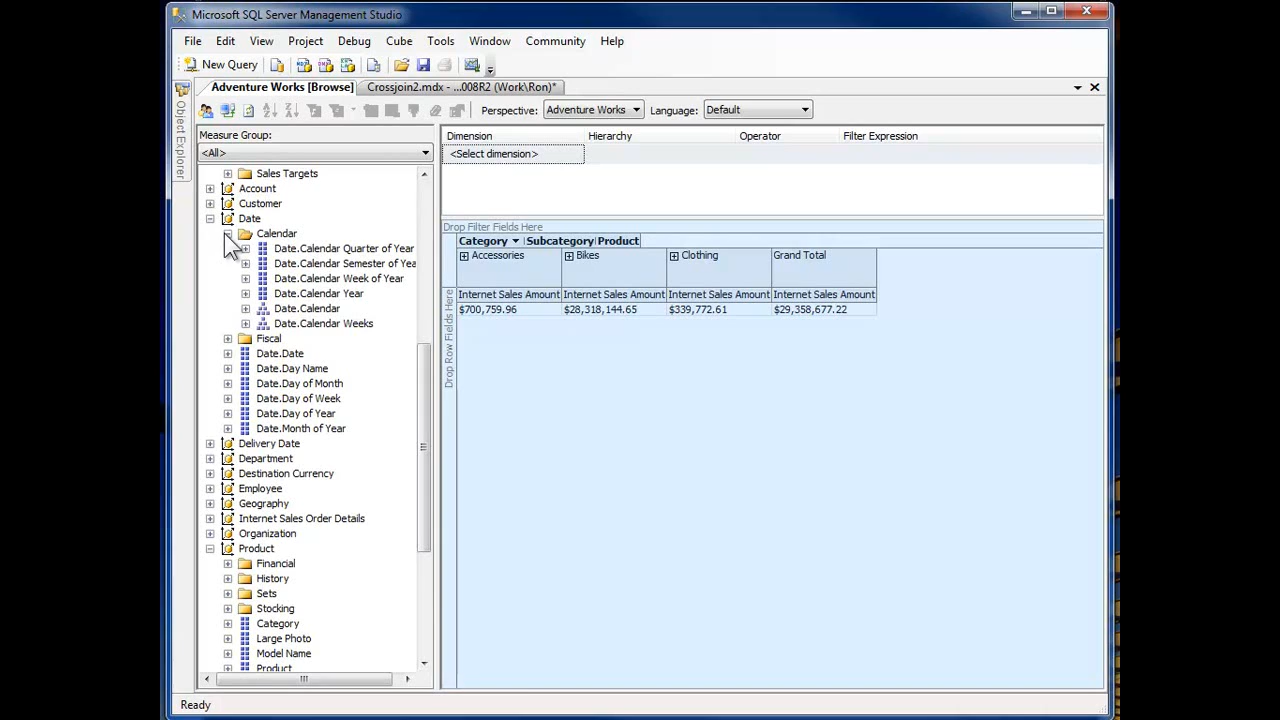 Microsoft SQL Server Management Studio
File Edit View Project Debug Cube Tools Window Community Help
New Query
Adventure Works [Browse] Crossjoin2.mdx - ...008R2 (Work\Ron)*
Perspective: Adventure Works Language: Default
Object Explorer
Measure Group:
<All>
Sales Targets
Account
Customer
Date
Calendar
Date.Calendar Quarter of Year
Date.Calendar Semester of Yea
Date.Calendar Week of Year
Date.Calendar Year
Date.Calendar
Date.Calendar Weeks
Fiscal
Date.Date
Date.Day Name
Date.Day of Month
Date.Day of Week
Date.Day of Year
Date.Month of Year
Delivery Date
Department
Destination Currency
Employee
Geography
Internet Sales Order Details
Organization
Product
Financial
History
Sets
Stocking
Category
Large Photo
Model Name
Product
Dimension Hierarchy Operator Filter Expression
<Select dimension>
Drop Filter Fields Here
Category Subcategory Product
Accessories Bikes Clothing Grand Total
Internet Sales Amount Internet Sales Amount Internet Sales Amount Internet Sales Amount
$700,759.96 $28,318,144.65 $339,772.61 $29,358,677.22
Drop Row Fields Here
Ready